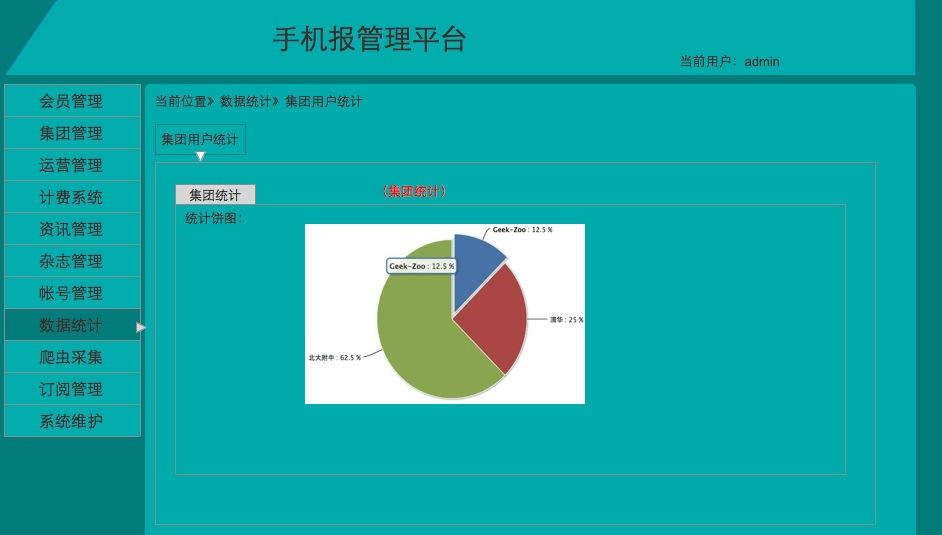 手机报管理平台
当前用户：admin
会员管理
集团管理
运营管理
计费系统
资讯管理
杂志管理
帐号管理
数据统计
爬虫采集
订阅管理
系统维护
当前位置》数据统计》集团用户统计
集团用户统计
集团统计
（集团统计）
统计饼图：
Geek-Zoo : 12.5 %
Geek-Zoo : 12.5 %
清华 : 25 %
北大附中 : 62.5 %